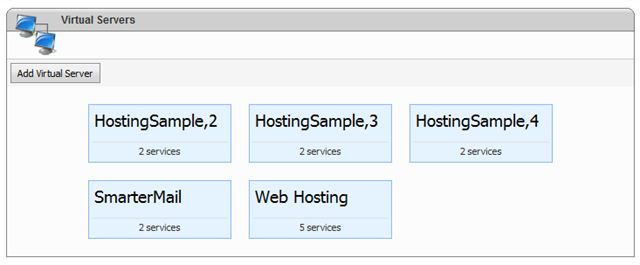 Virtual Servers
Add Virtual Server
HostingSample,2
2 services
HostingSample,3
2 services
HostingSample,4
2 services
SmarterMail
2 services
Web Hosting
5 services